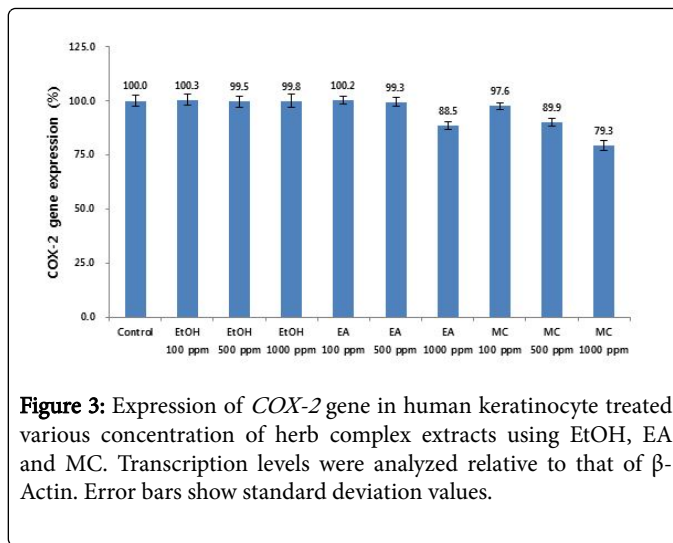 125.0
100.0
75.0
50.0
25.0
0.0
COX-2 gene expression (%)
100.0 100.3 99.5 99.8 100.2 99.3 88.5 97.6 89.9 79.3
Control EtOH EtOH EtOH EA EA EA MC MC MC
100 ppm 500 ppm 1000 ppm 100 ppm 500 ppm 1000 ppm 100 ppm 500 ppm 1000 ppm
Figure 3: Expression of COX-2 gene in human keratinocyte treated
various concentration of herb complex extracts using EtOH, EA
and MC. Transcription levels were analyzed relative to that of β-
Actin. Error bars show standard deviation values.